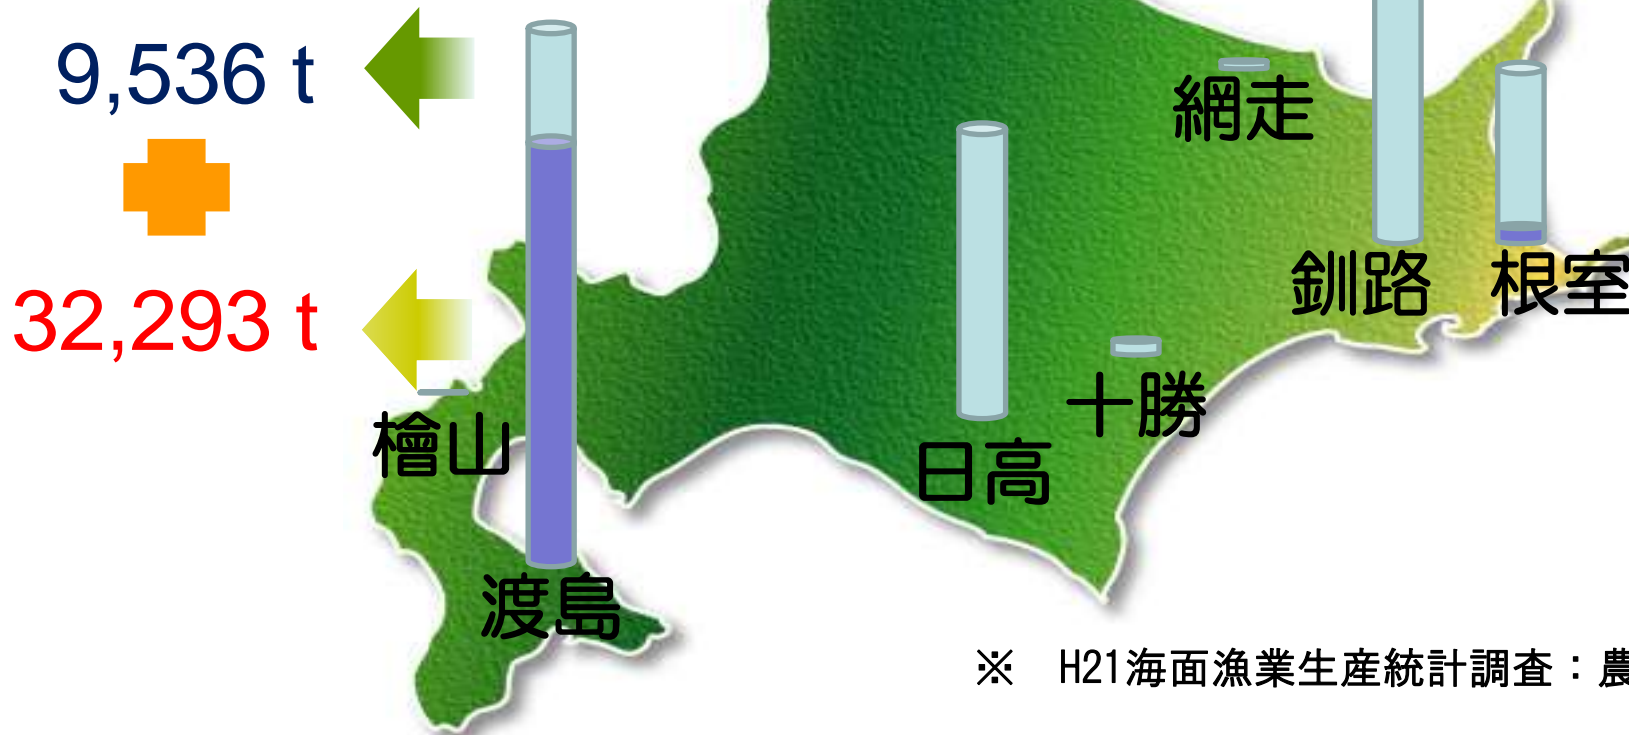 9,536 t
32,293 t
網走
釧路
根室
十勝
日高
檜山
渡島
※ H21海面漁業生産統計調査：農